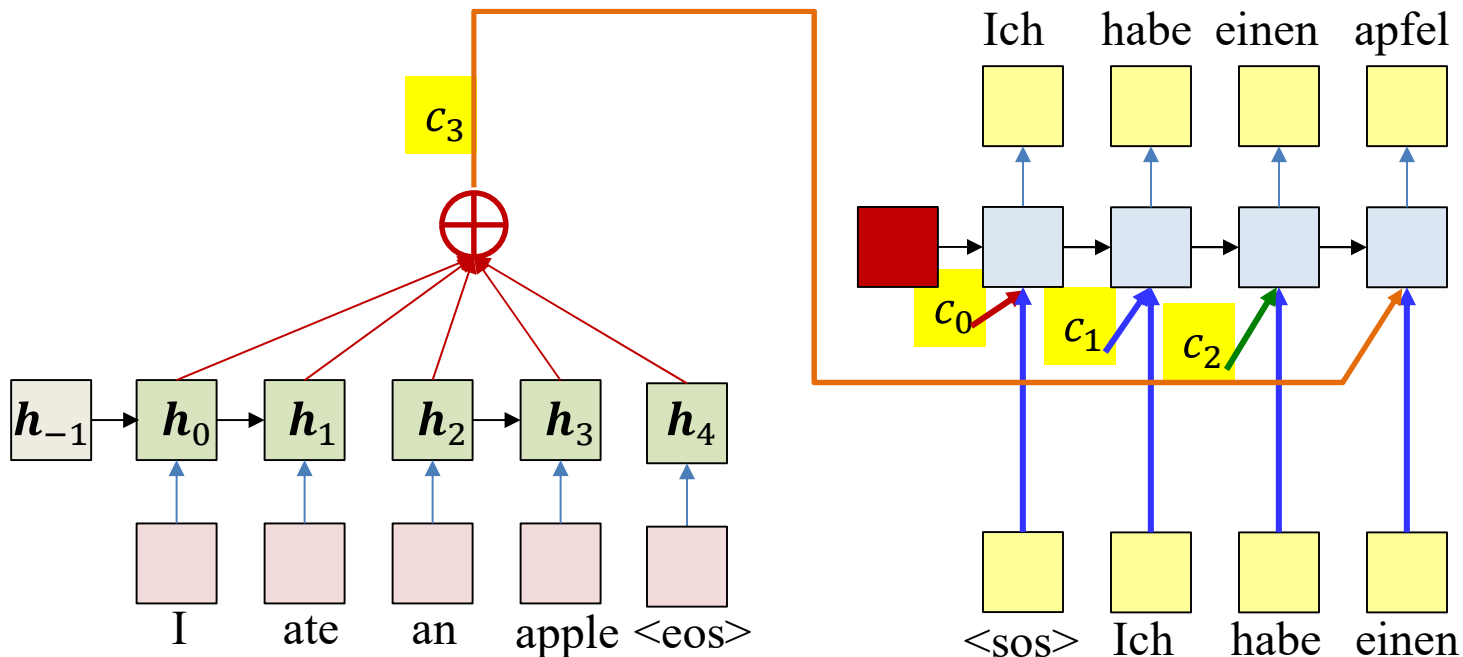 Ich habe einen apfel
c₃
c₀
c₁
c₂
h₋₁ h₀ h₁ h₂ h₃ h₄
I ate an apple <eos>
<sos> Ich habe einen